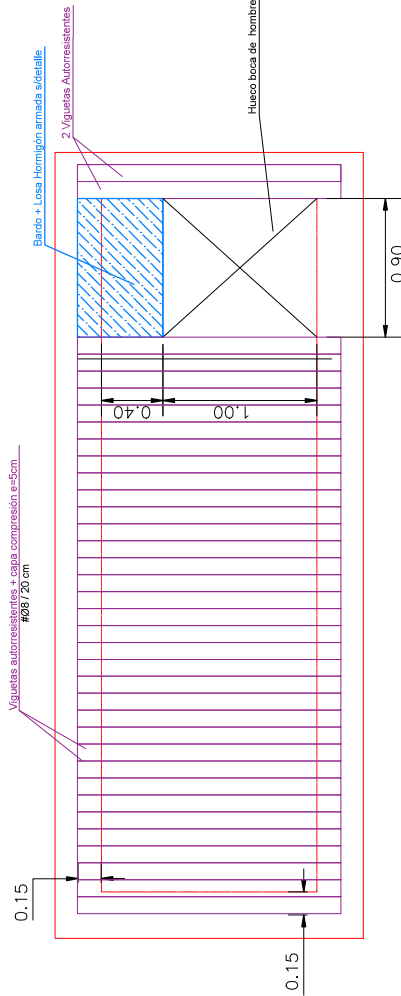 Bardo + Losa Hormigón armada s/detalle
2 Viguetas Autorresistentes
Hueco boca de hombre
Viguetas autorresistentes + capa compresión e=5cm
#Ø8 / 20 cm
0.40
1.00
0.90
0.15
0.15